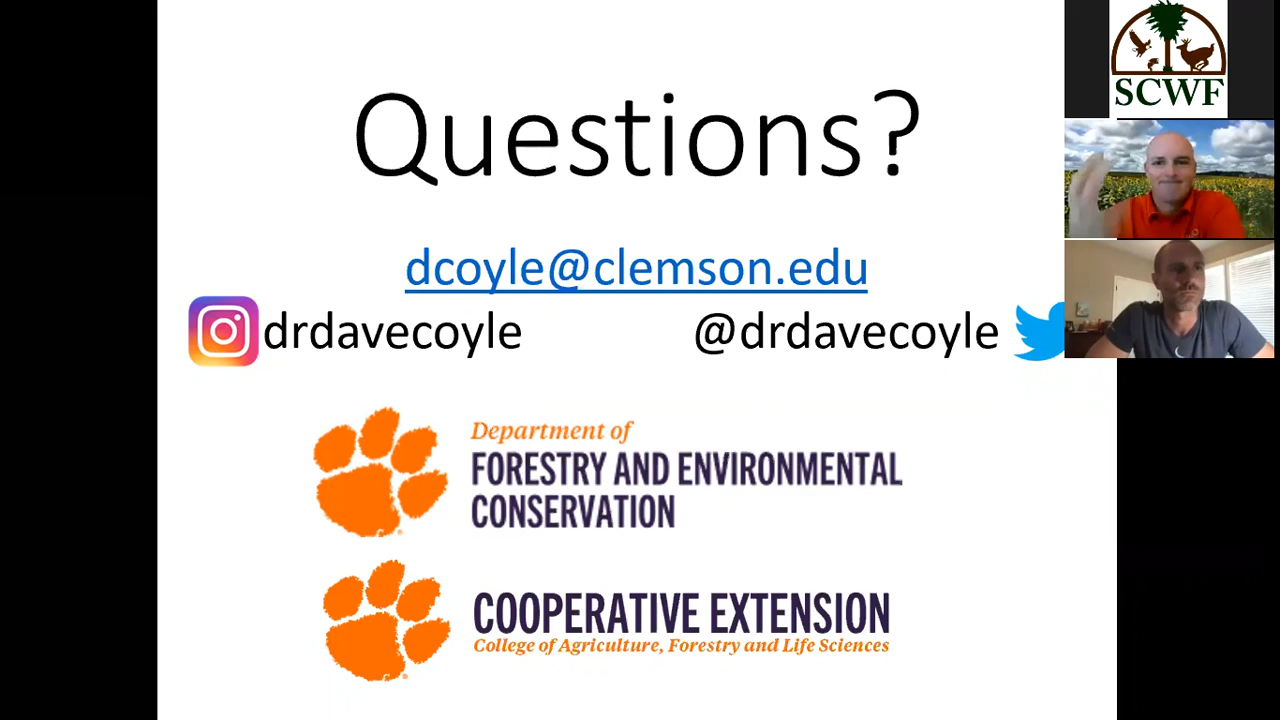 Questions?
SCWF
dcoyle@clemson.edu
drdavecoyle
@drdavecoyle
Department of
FORESTRY AND ENVIRONMENTAL
CONSERVATION
COOPERATIVE EXTENSION
College of Agriculture, Forestry and Life Sciences